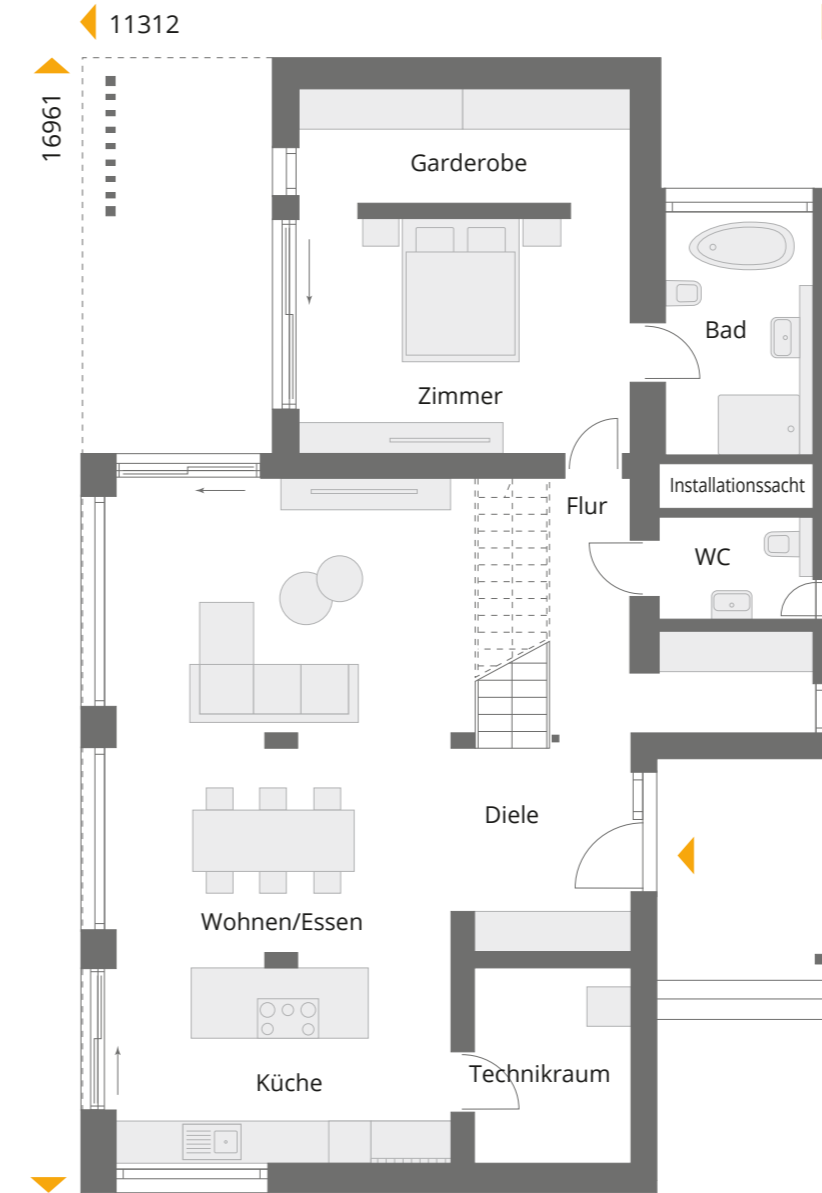 11312
16961
Garderobe
Bad
Zimmer
Installationssacht
Flur
WC
Diele
Wohnen/Essen
Technikraum
Küche